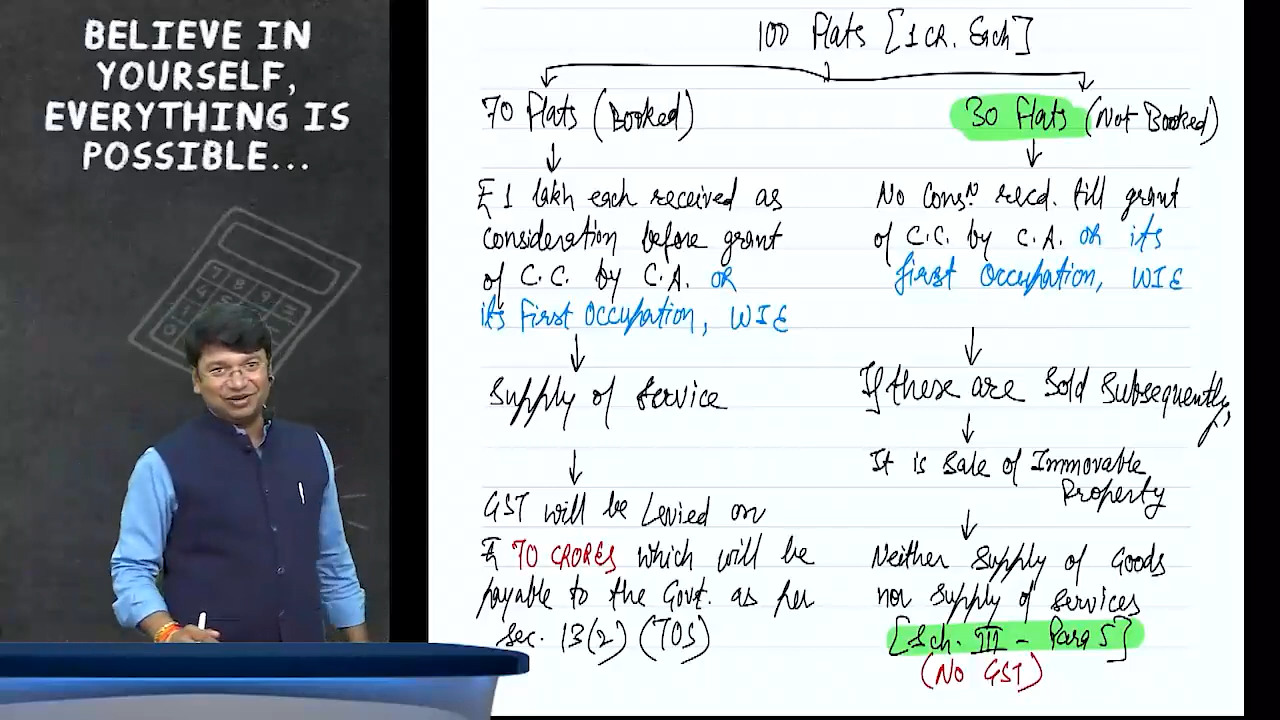 BELIEVE IN
YOURSELF,
EVERYTHING IS
POSSIBLE...
100 Flats [1 CR. Each]
70 Flats (Booked)
₹ 1 lakh each received as
consideration before grant
of C.C. by C.A. or
its First Occupation, WIE
Supply of Service
GST will be Levied on
₹ 70 CRORES which will be
payable to the Govt. as per
Sec. 13(2) (TOS)
30 Flats (Not Booked)
No Consn. recd. till grant
of C.C. by C.A. or its
first Occupation, WIE
If these are Sold Subsequently,
It is Sale of Immovable
Property
Neither Supply of Goods
nor Supply of Services
[Sch. III - Para 5]
(No GST)